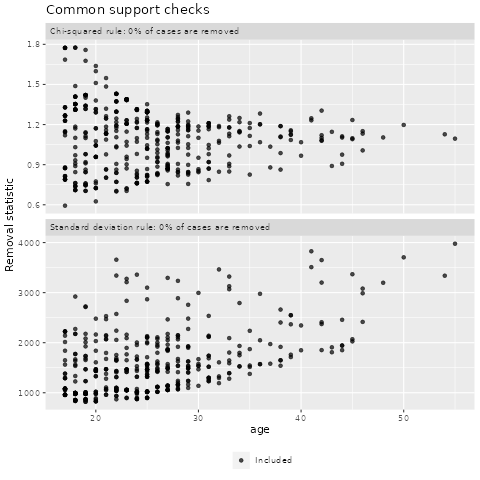 Common support checks
Chi-squared rule: 0% of cases are removed
1.8
1.5
1.2
0.9
0.6
Standard deviation rule: 0% of cases are removed
4000
3000
2000
1000
Removal statistic
20
30
40
50
age
Included